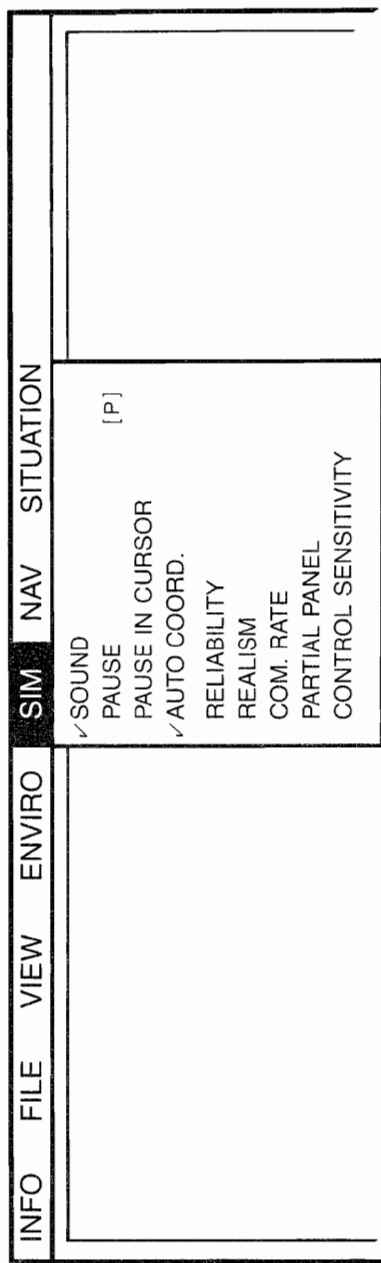 INFO FILE VIEW ENVIRO SIM NAV SITUATION
✓SOUND
PAUSE [P]
PAUSE IN CURSOR
✓AUTO COORD.
RELIABILITY
REALISM
COM. RATE
PARTIAL PANEL
CONTROL SENSITIVITY